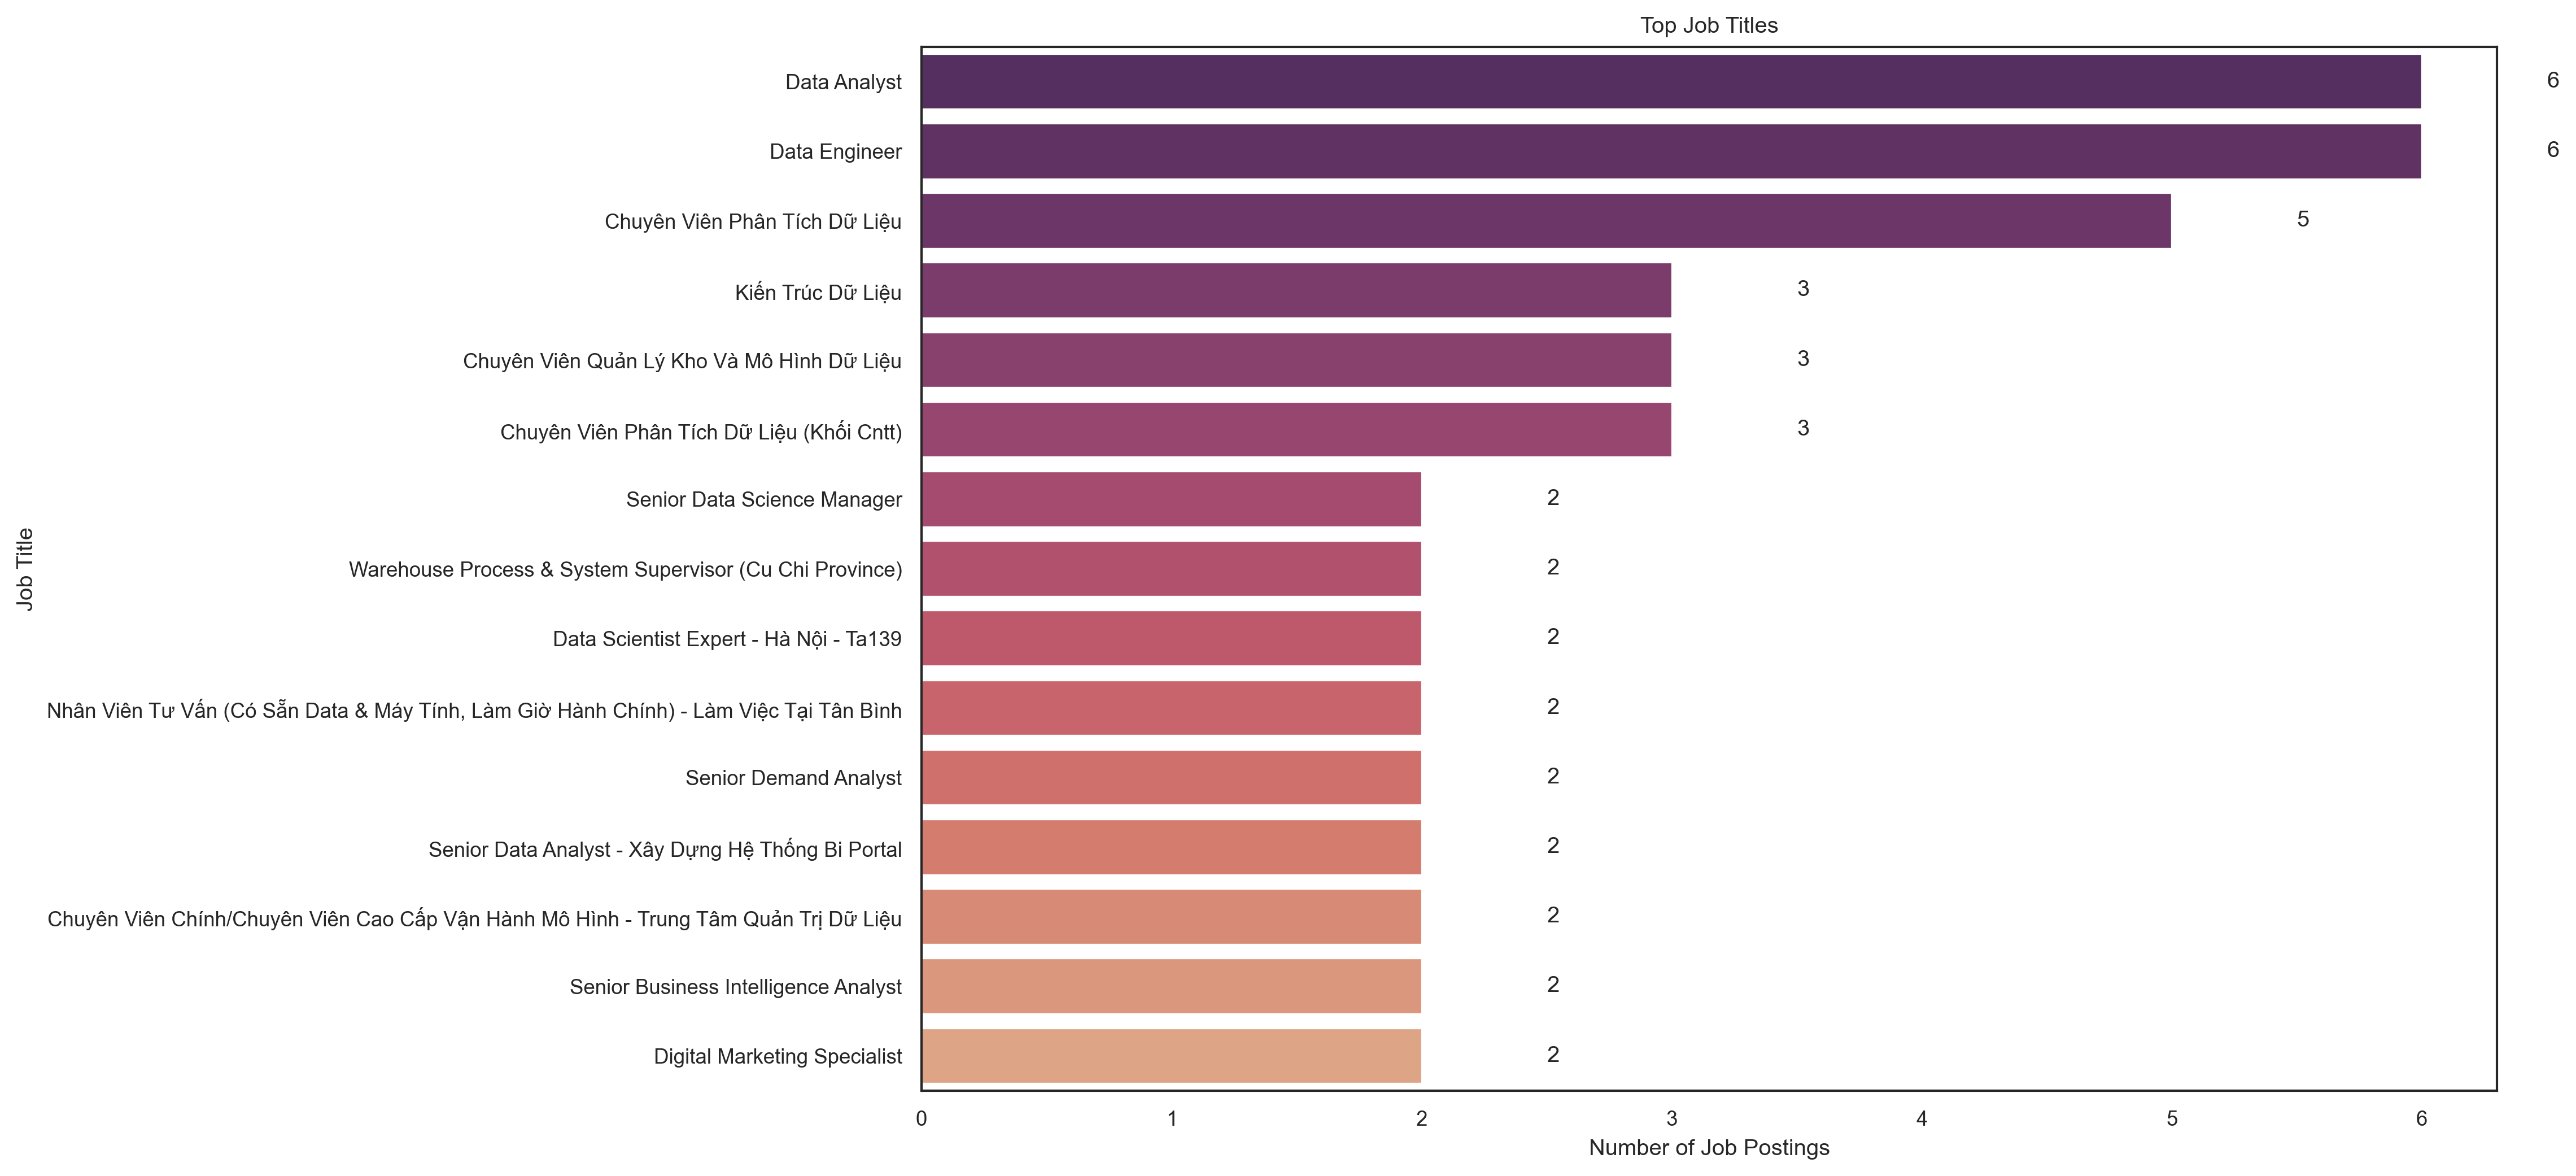 Top Job Titles
Data Analyst
6
Data Engineer
6
Chuyên Viên Phân Tích Dữ Liệu
5
Kiến Trúc Dữ Liệu
3
Chuyên Viên Quản Lý Kho Và Mô Hình Dữ Liệu
3
Chuyên Viên Phân Tích Dữ Liệu (Khối Cntt)
3
Senior Data Science Manager
2
Warehouse Process & System Supervisor (Cu Chi Province)
2
Data Scientist Expert - Hà Nội - Ta139
2
Nhân Viên Tư Vấn (Có Sẵn Data & Máy Tính, Làm Giờ Hành Chính) - Làm Việc Tại Tân Bình
2
Senior Demand Analyst
2
Senior Data Analyst - Xây Dựng Hệ Thống Bi Portal
2
Chuyên Viên Chính/Chuyên Viên Cao Cấp Vận Hành Mô Hình - Trung Tâm Quản Trị Dữ Liệu
2
Senior Business Intelligence Analyst
2
Digital Marketing Specialist
2
Job Title
0 1 2 3 4 5 6
Number of Job Postings